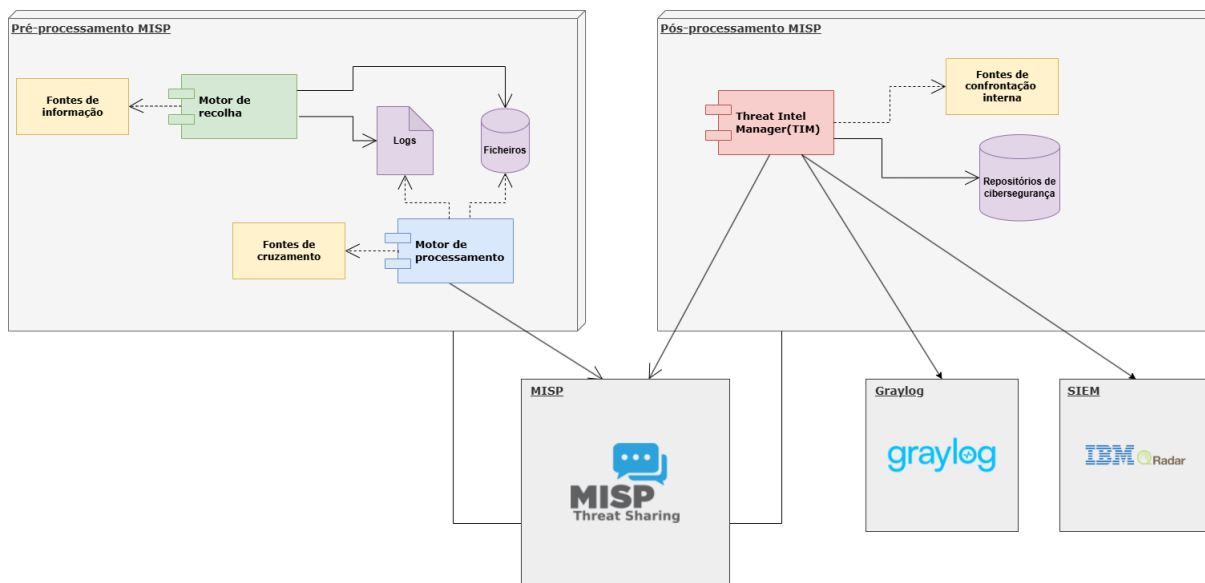 Pré-processamento MISP
Fontes de
informação
Motor de
recolha
Logs
Ficheiros
Fontes de
cruzamento
Motor de
processamento
Pós-processamento MISP
Threat Intel
Manager(TIM)
Fontes de
confrontação
interna
Repositórios de
cibersegurança
MISP
MISP
Threat Sharing
Graylog
graylog
SIEM
IBM QRadar